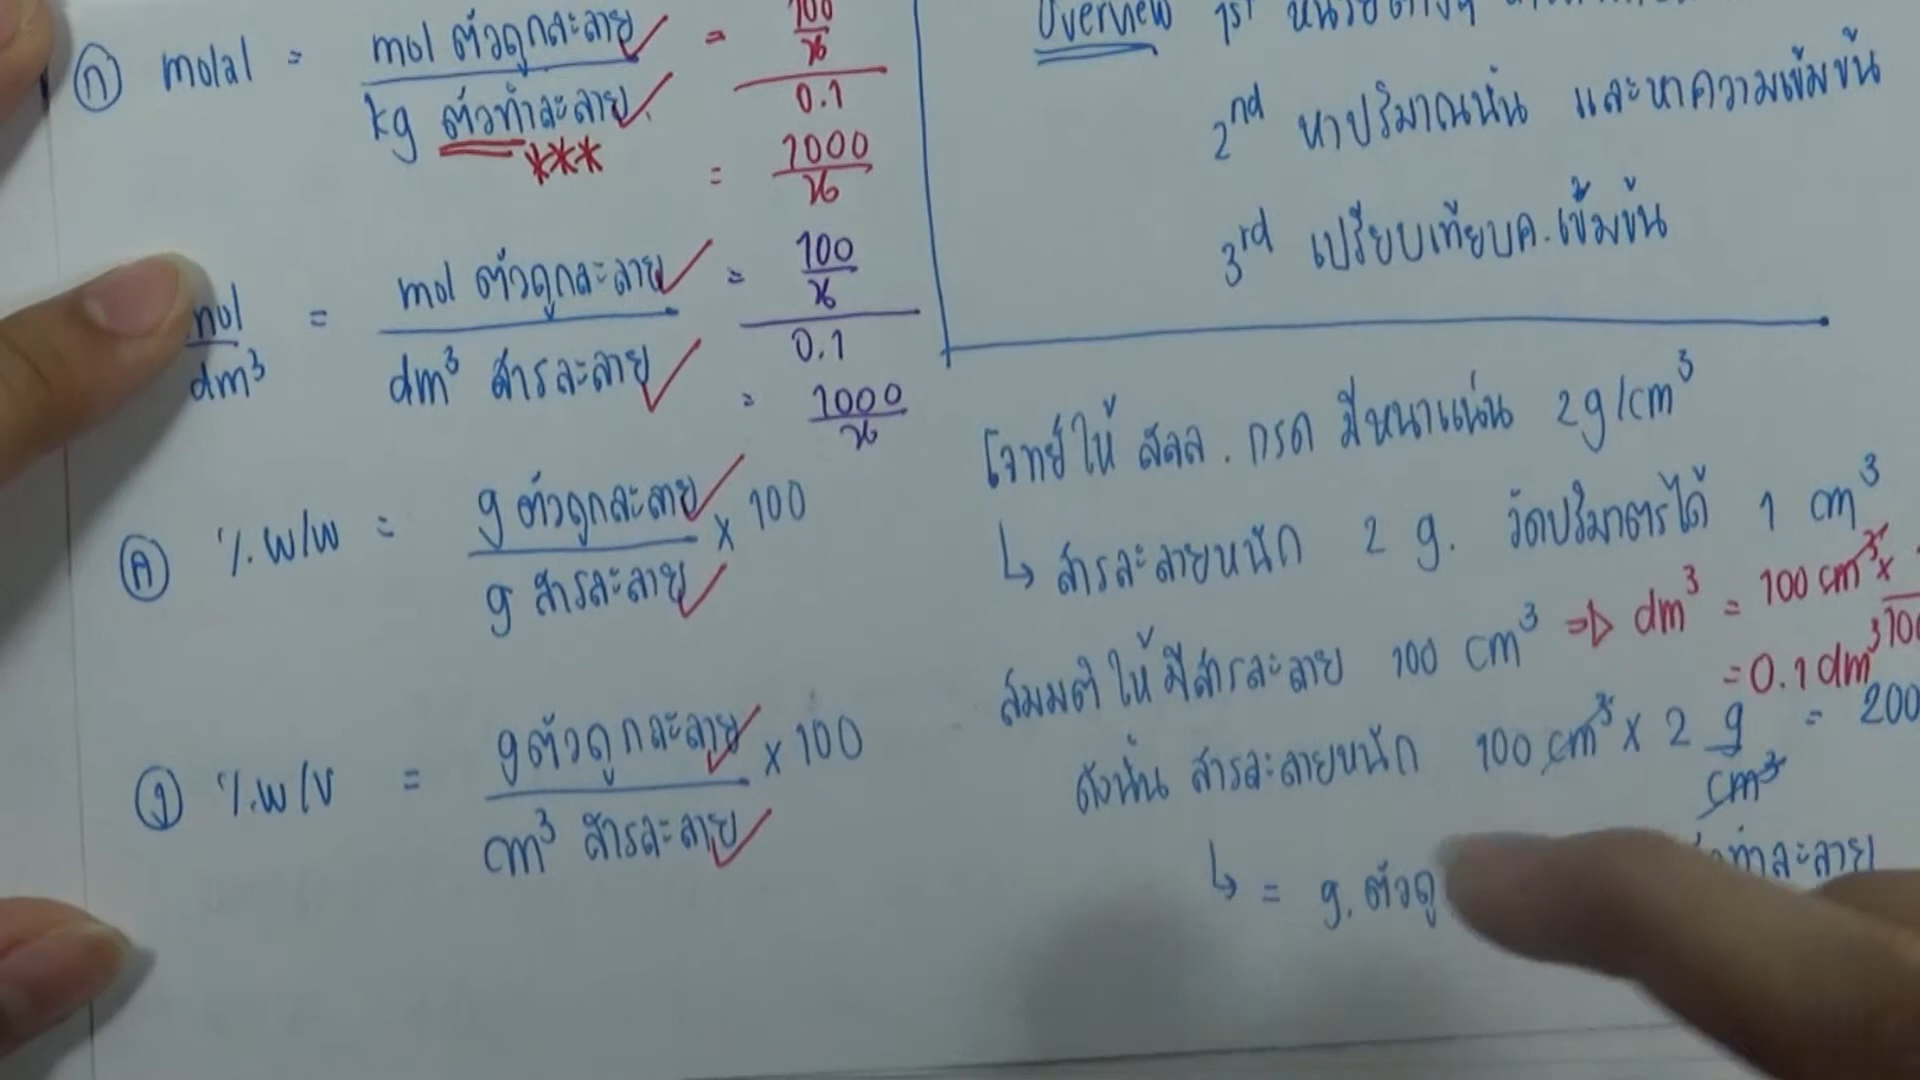 ก molal = mol ตัวถูกละลาย / kg ตัวทำละลาย *** = 100/x / 0.1
= 1000/x
mol/dm³ = mol ตัวถูกละลาย / dm³ สารละลาย = 100/x / 0.1
= 1000/x
ค %.w/w = g ตัวถูกละลาย / g สารละลาย x 100
ง %.w/v = g ตัวถูกละลาย / cm³ สารละลาย x 100
Overview 1st
2nd หาปริมาณนั้น และหาความเข้มข้น
3rd เปรียบเทียบค.เข้มข้น
โจทย์ให้ สลล. กรด มีหนาแน่น 2g/cm³
↳ สารละลายหนัก 2 g. วัดปริมาตรได้ 1 cm³
สมมติให้มีสารละลาย 100 cm³ ⇒ dm³ = 100 cm³ x
= 0.1 dm³
ดังนั้น สารละลายหนัก 100 cm³ x 2 g/cm³ = 200
↳ = g. ตัวถู ทำละลาย